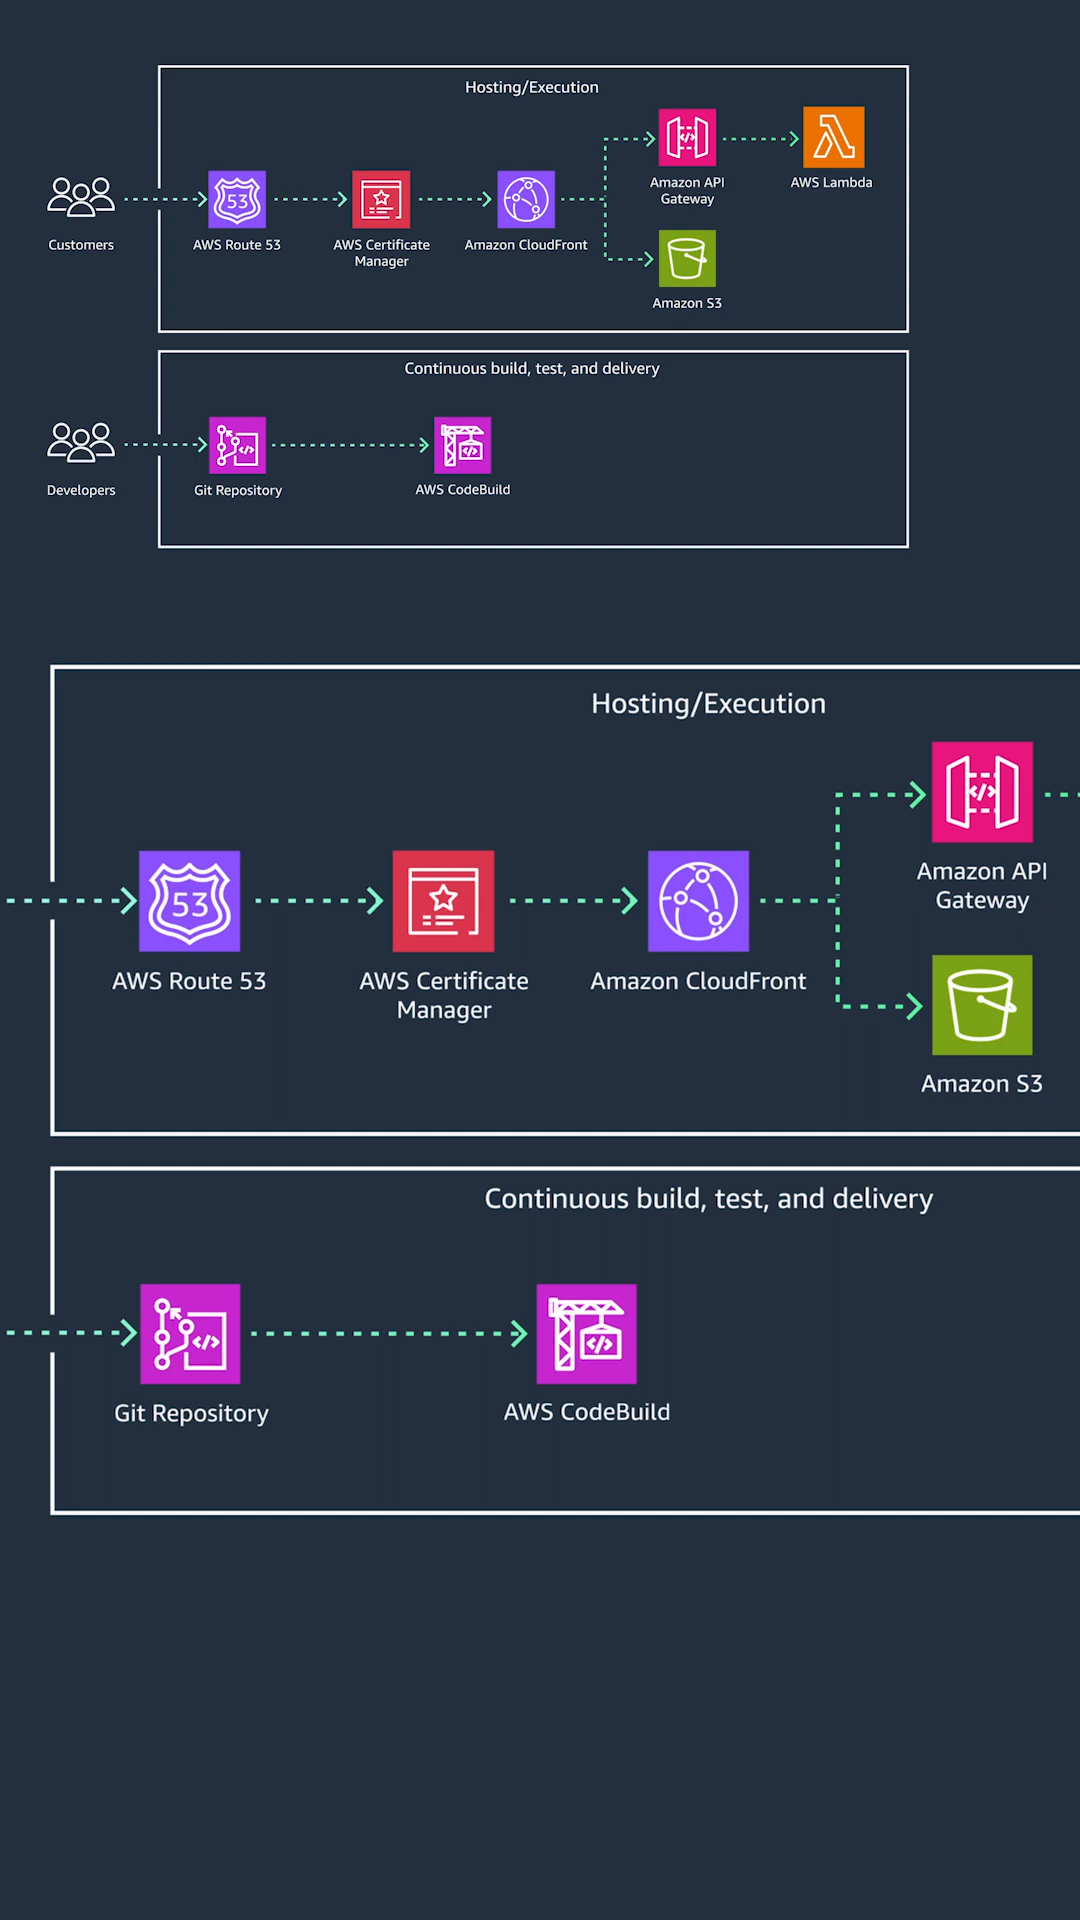 Hosting/Execution
</>
Amazon API
Gateway
AWS Lambda
Customers
53
AWS Route 53
AWS Certificate
Manager
Amazon CloudFront
Amazon S3
Continuous build, test, and delivery
Developers
</>
Git Repository
</>
AWS CodeBuild
Hosting/Execution
</>
Amazon API
Gateway
53
AWS Route 53
AWS Certificate
Manager
Amazon CloudFront
Amazon S3
Continuous build, test, and delivery
</>
Git Repository
</>
AWS CodeBuild